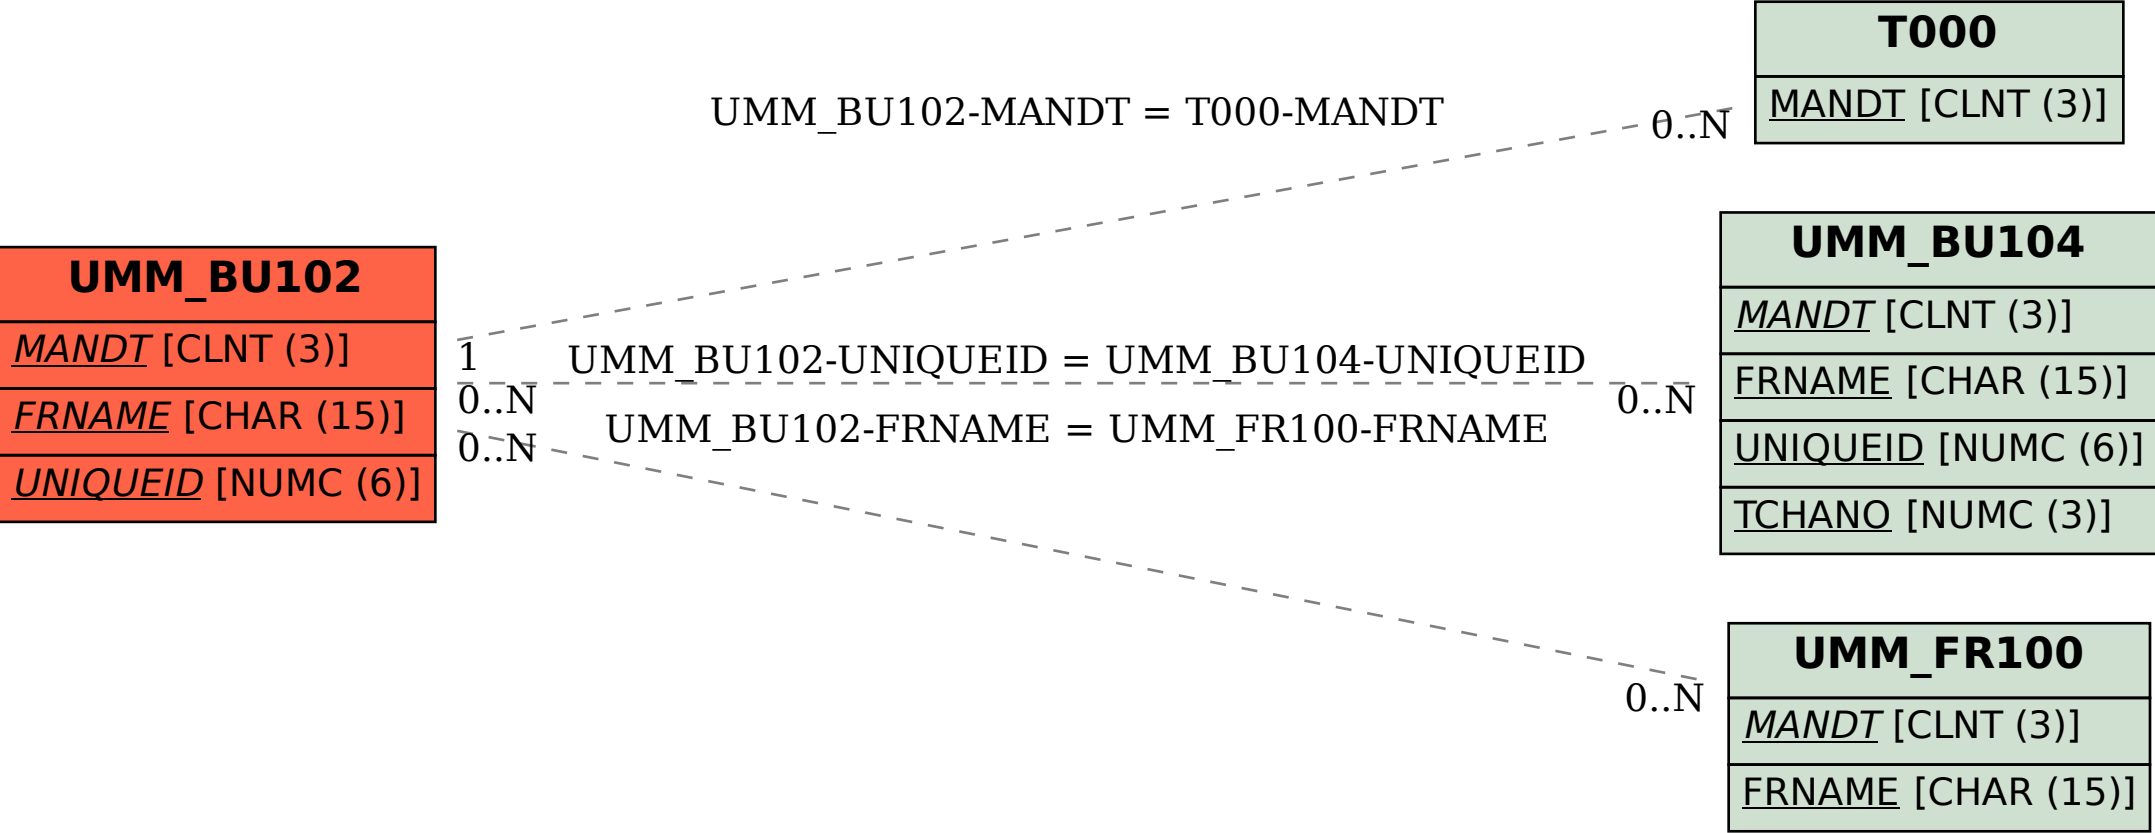 T000
MANDT [CLNT (3)]
UMM_BU102-MANDT = T000-MANDT
0..N
UMM_BU104
MANDT [CLNT (3)]
FRNAME [CHAR (15)]
UNIQUEID [NUMC (6)]
TCHANO [NUMC (3)]
UMM_BU102
MANDT [CLNT (3)]
FRNAME [CHAR (15)]
UNIQUEID [NUMC (6)]
1
UMM_BU102-UNIQUEID = UMM_BU104-UNIQUEID
0..N
0..N
UMM_BU102-FRNAME = UMM_FR100-FRNAME
0..N
0..N
UMM_FR100
MANDT [CLNT (3)]
FRNAME [CHAR (15)]